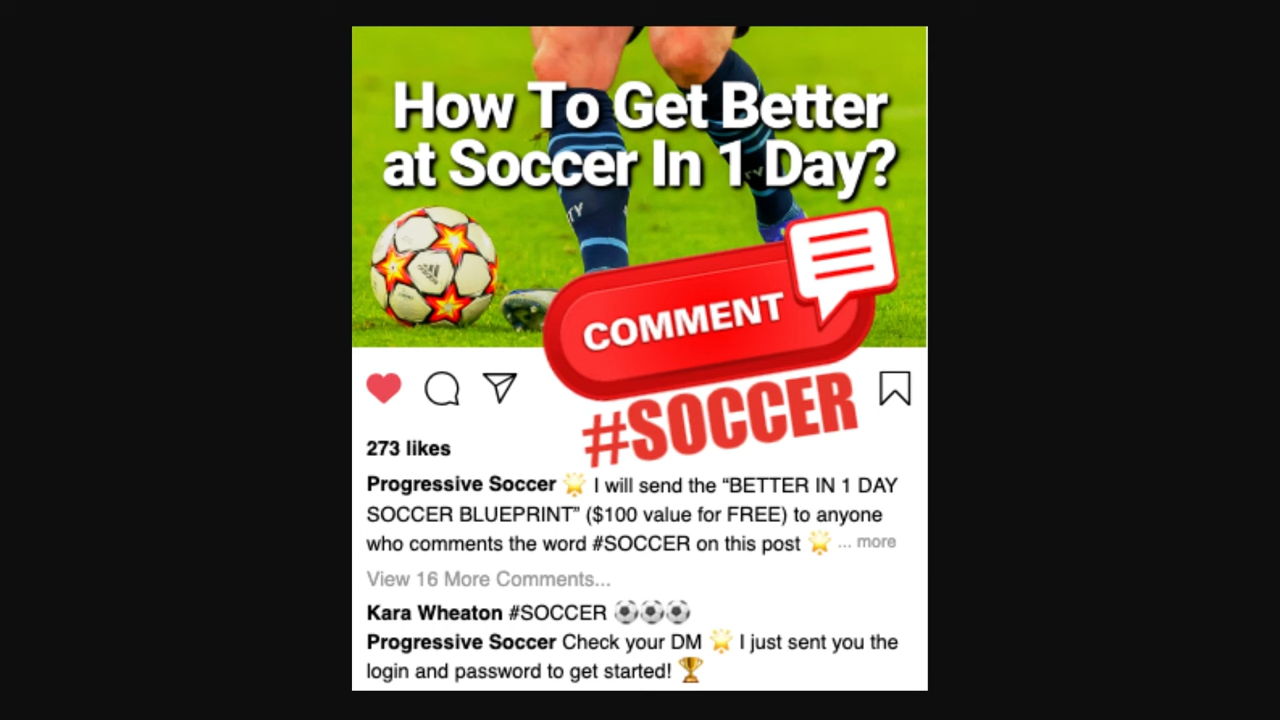 How To Get Better
at Soccer In 1 Day?
TY
TY
adidas
COMMENT
#SOCCER
273 likes
Progressive Soccer 🌟 I will send the “BETTER IN 1 DAY
SOCCER BLUEPRINT” ($100 value for FREE) to anyone
who comments the word #SOCCER on this post 🌟 ... more
View 16 More Comments...
Kara Wheaton #SOCCER ⚽⚽⚽
Progressive Soccer Check your DM 🌟 I just sent you the
login and password to get started! 🏆